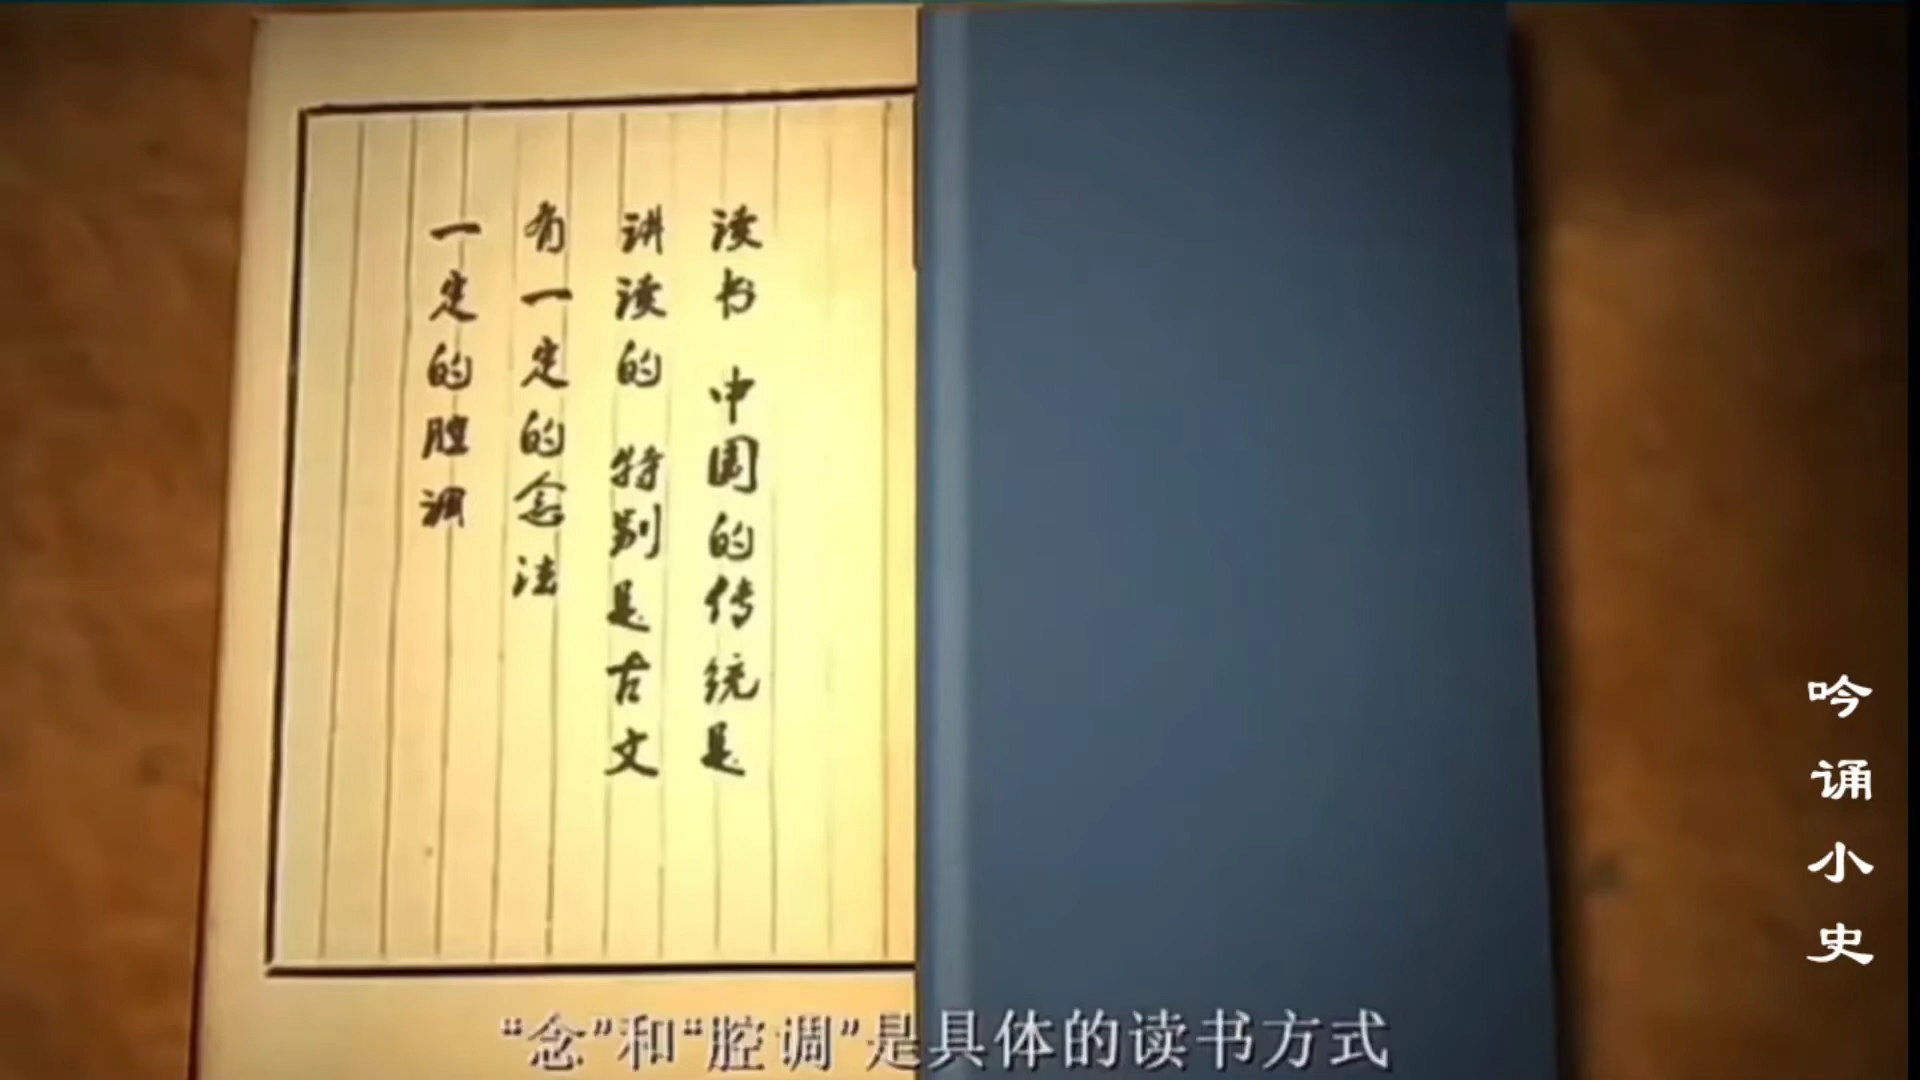 读书 中国的传统是
讲读的 特别是古文
有一定的念法
一定的腔调
吟诵小史
“念”和“腔调”是具体的读书方式